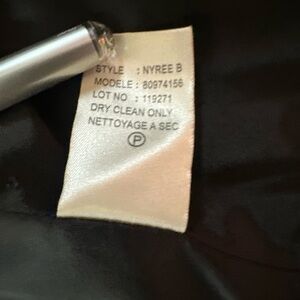 STYLE : NYREE B
MODELE : 80974156
LOT NO : 119271
DRY CLEAN ONLY
NETTOYAGE A SEC
P